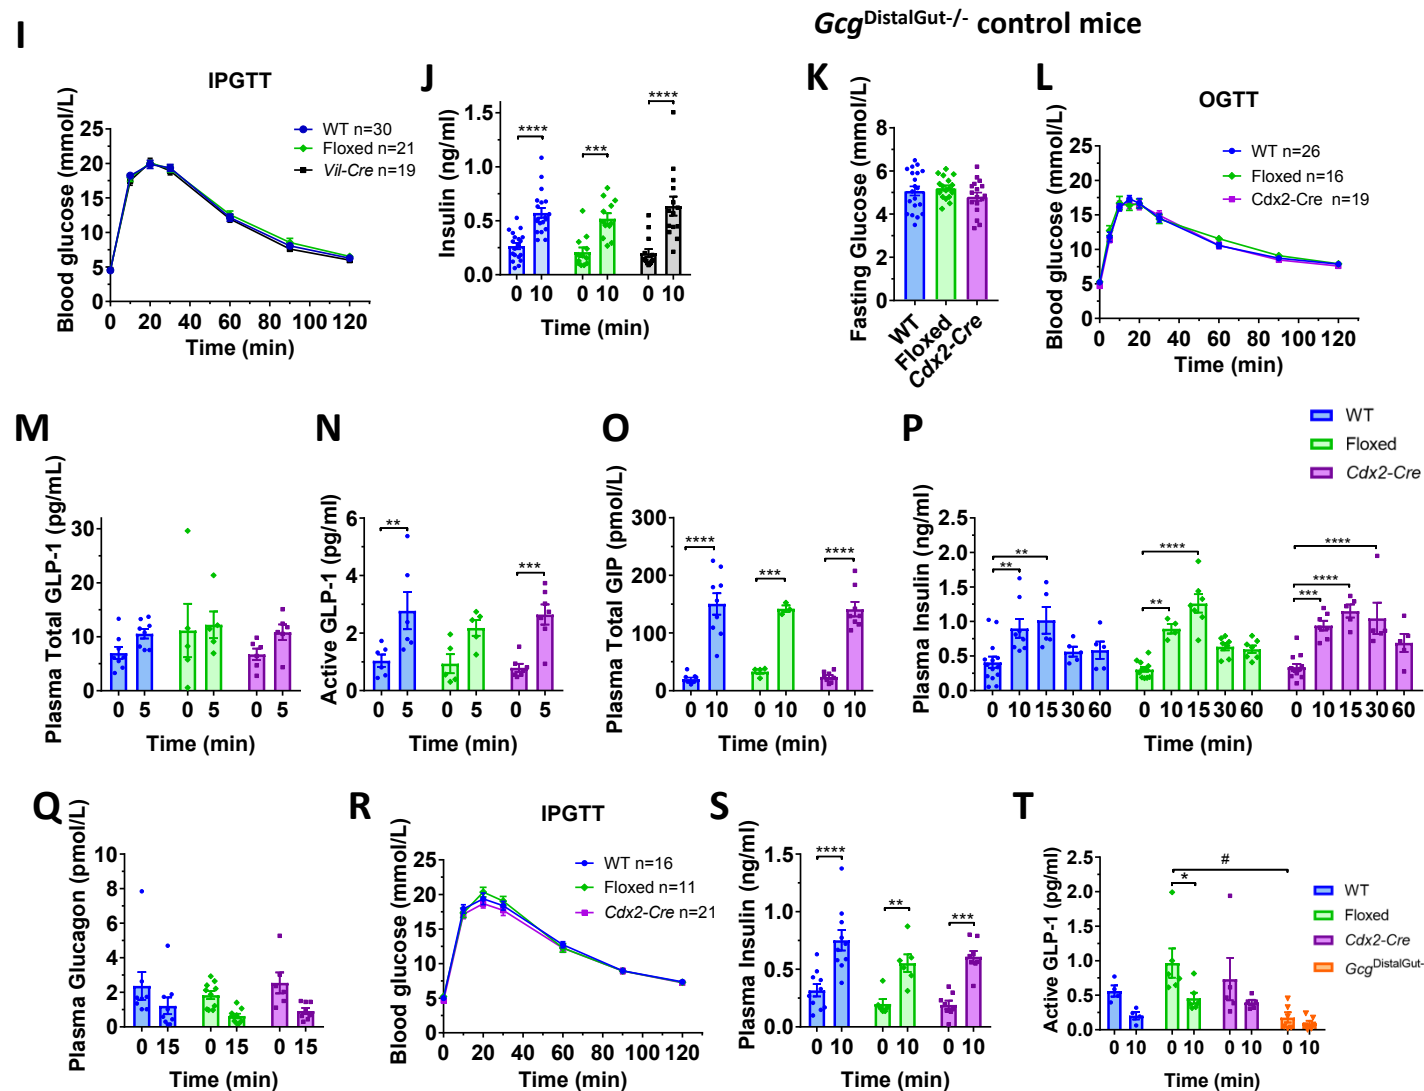 Gcg^DistalGut-/- control mice
I
IPGTT
Blood glucose (mmol/L)
25
20
15
10
5
0
0 20 40 60 80 100 120
Time (min)
WT n=30
Floxed n=21
Vil-Cre n=19
J
Insulin (ng/ml)
1.5
1.0
0.5
0.0
**** *** ****
0 10 0 10 0 10
Time (min)
K
Fasting Glucose (mmol/L)
8
6
4
2
0
WT
Floxed
Cdx2-Cre
L
OGTT
Blood glucose (mmol/L)
25
20
15
10
5
0
0 20 40 60 80 100 120
Time (min)
WT n=26
Floxed n=16
Cdx2-Cre n=19
M
Plasma Total GLP-1 (pg/mL)
30
20
10
0
0 5 0 5 0 5
Time (min)
N
Active GLP-1 (pg/ml)
6
4
2
0
** ***
0 5 0 5 0 5
Time (min)
O
Plasma Total GIP (pmol/L)
300
200
100
0
**** *** ****
0 10 0 10 0 10
Time (min)
P
WT
Floxed
Cdx2-Cre
Plasma Insulin (ng/ml)
2.5
2.0
1.5
1.0
0.5
0.0
**
**
****
**
****
****
***
0 10 15 30 60 0 10 15 30 60 0 10 15 30 60
Time (min)
Q
Plasma Glucagon (pmol/L)
10
8
6
4
2
0
0 15 0 15 0 15
Time (min)
R
IPGTT
Blood glucose (mmol/L)
25
20
15
10
5
0
0 20 40 60 80 100 120
Time (min)
WT n=16
Floxed n=11
Cdx2-Cre n=21
S
Plasma Insulin (ng/ml)
1.5
1.0
0.5
0.0
**** ** ***
0 10 0 10 0 10
Time (min)
T
Active GLP-1 (pg/ml)
2.5
2.0
1.5
1.0
0.5
0.0
#
*
0 10 0 10 0 10 0 10
Time (min)
WT
Floxed
Cdx2-Cre
Gcg^DistalGut-